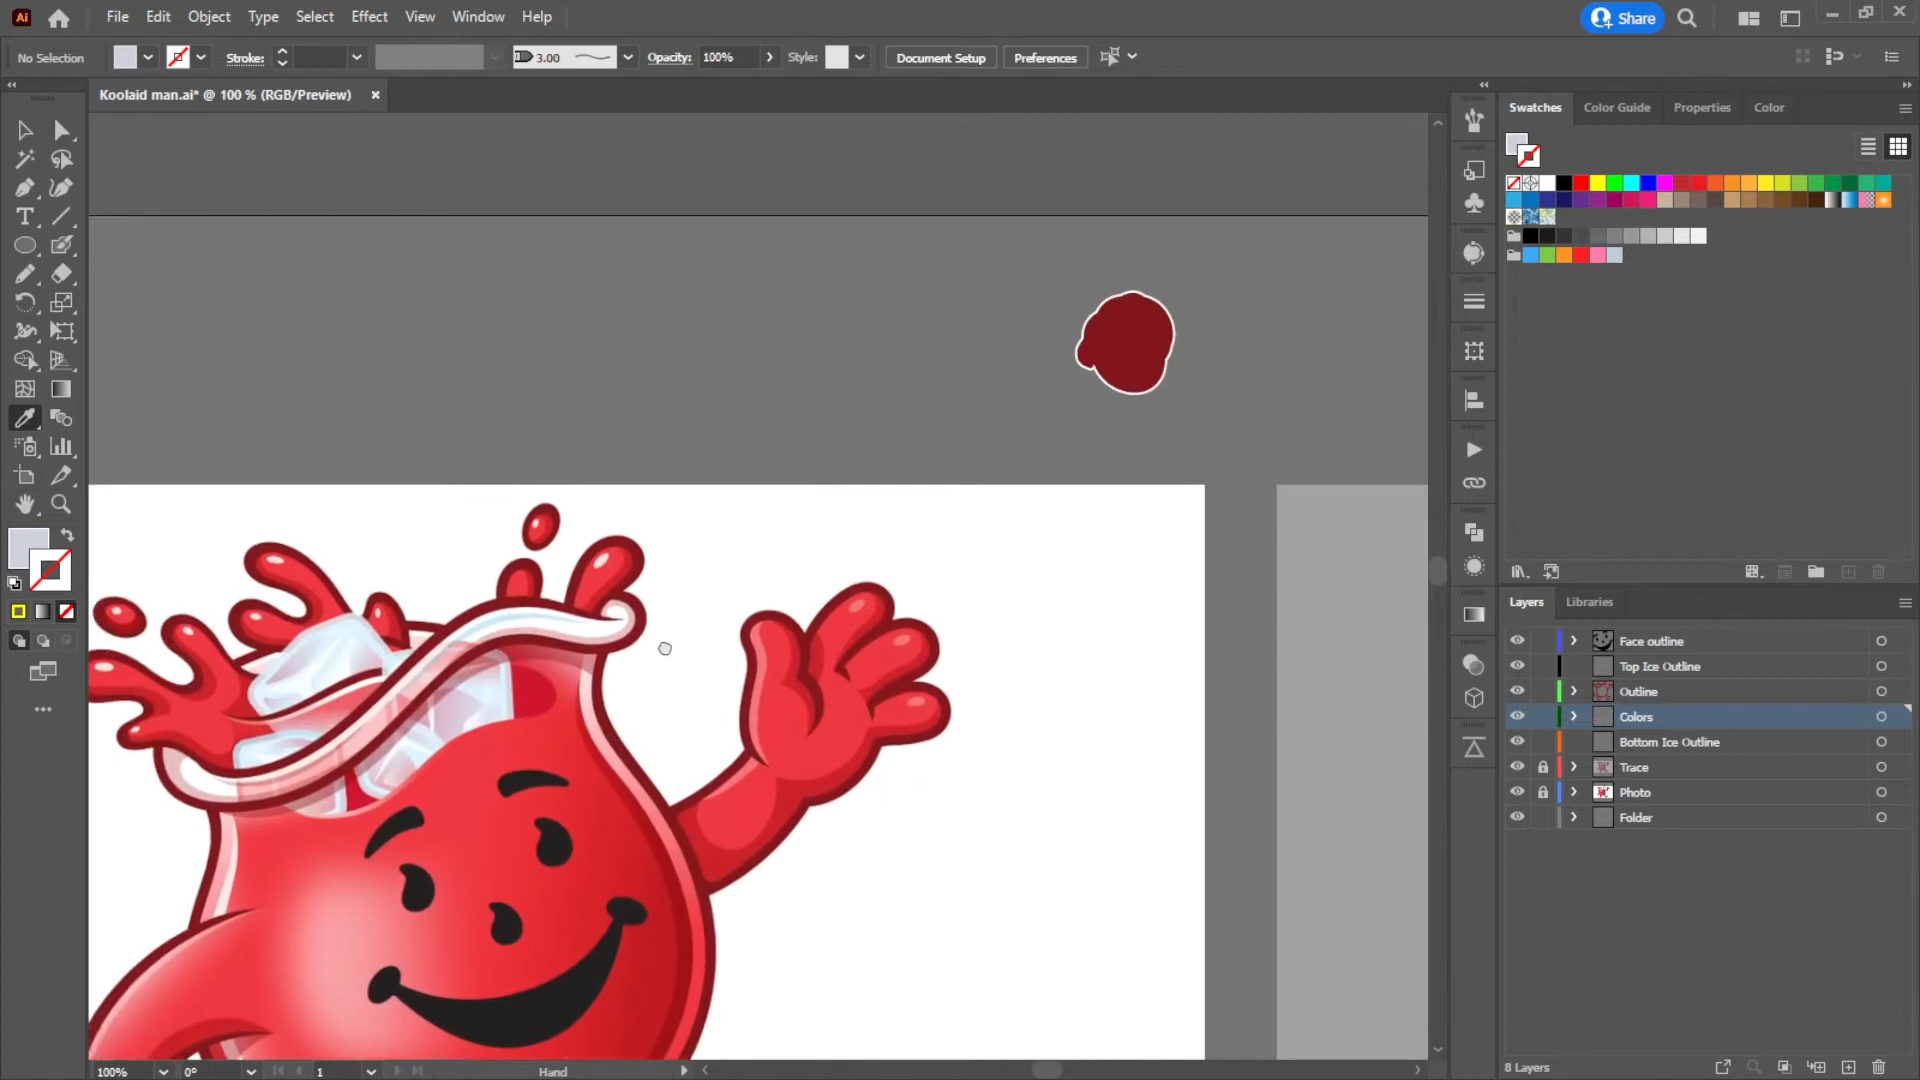 Ai File Edit Object Type Select Effect View Window Help Share
No Selection Stroke: 3.00 Opacity: 100% Style: Document Setup Preferences
Koolaid man.ai* @ 100 % (RGB/Preview)
Swatches Color Guide Properties Color
Layers Libraries
Face outline
Top Ice Outline
Outline
Colors
Bottom Ice Outline
Trace
Photo
Folder
8 Layers
100% 0° 1 Hand